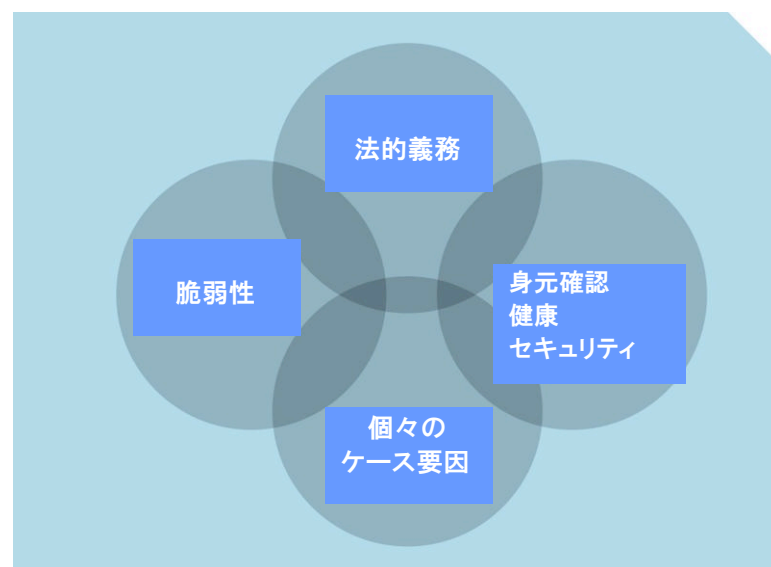 法的義務
脆弱性
身元確認
健康
セキュリティ
個々の
ケース要因